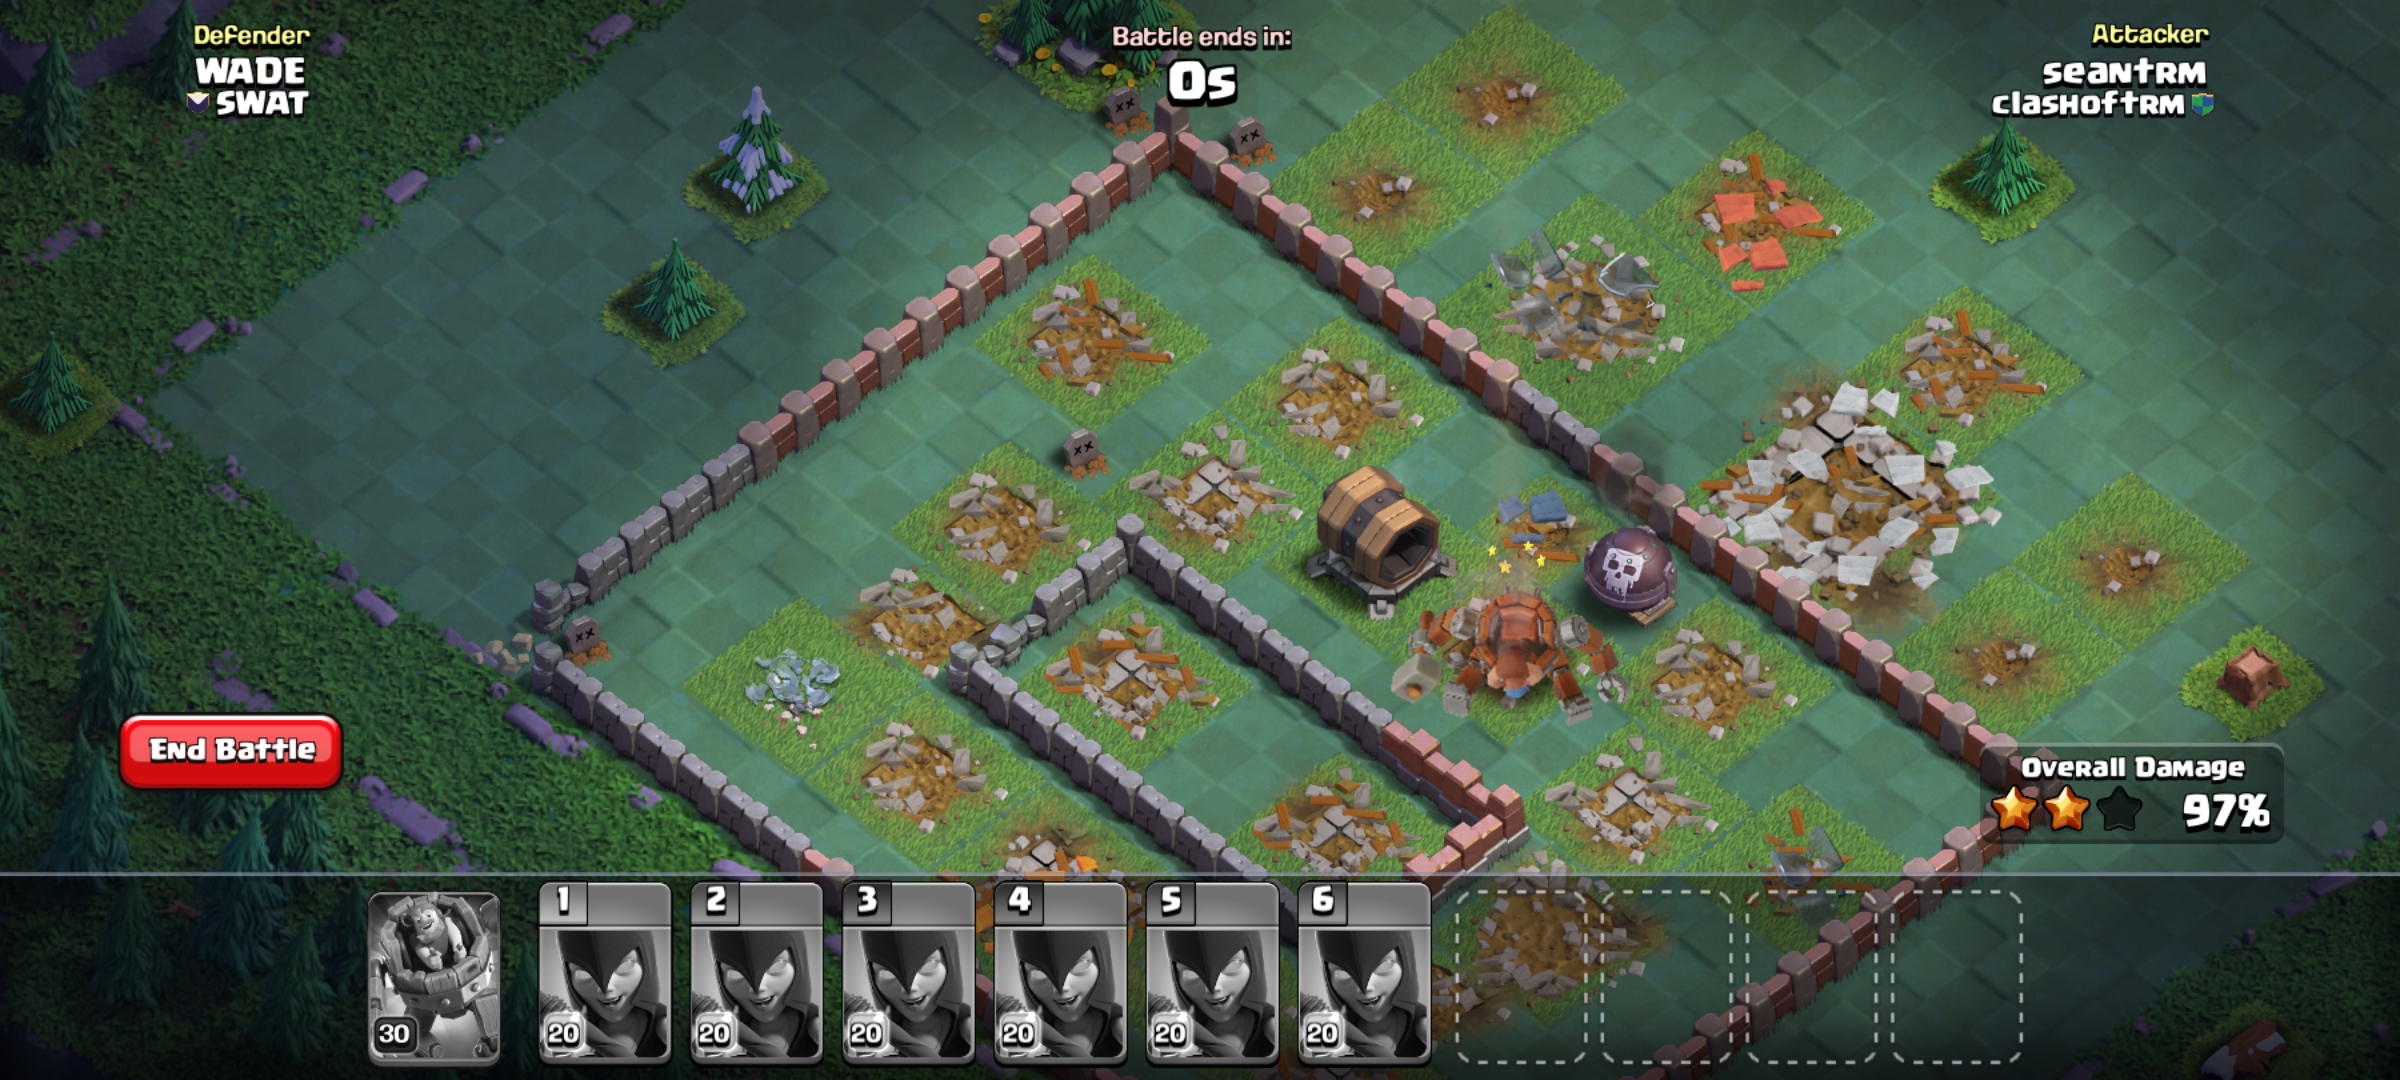 Defender
WADE
SWAT
Battle ends in:
0s
Attacker
seantrm
clashoftrm
End Battle
Overall Damage
97%
30
1
20
2
20
3
20
4
20
5
20
6
20